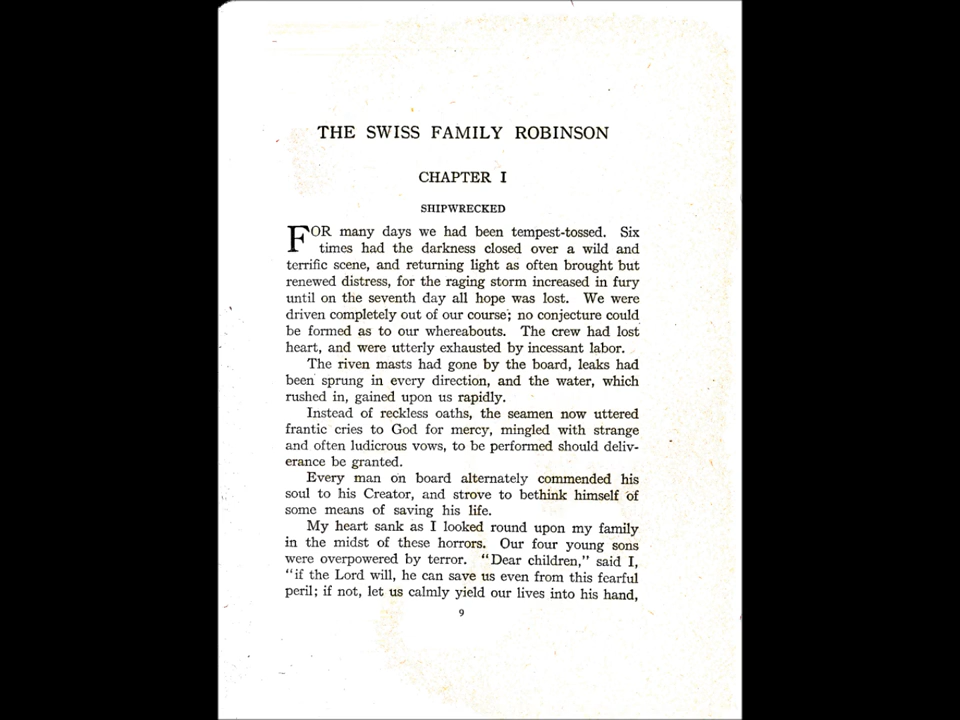 THE SWISS FAMILY ROBINSON
CHAPTER I
SHIPWRECKED
FOR many days we had been tempest-tossed. Six
times had the darkness closed over a wild and
terrific scene, and returning light as often brought but
renewed distress, for the raging storm increased in fury
until on the seventh day all hope was lost. We were
driven completely out of our course; no conjecture could
be formed as to our whereabouts. The crew had lost
heart, and were utterly exhausted by incessant labor.
The riven masts had gone by the board, leaks had
been sprung in every direction, and the water, which
rushed in, gained upon us rapidly.
Instead of reckless oaths, the seamen now uttered
frantic cries to God for mercy, mingled with strange
and often ludicrous vows, to be performed should deliv-
erance be granted.
Every man on board alternately commended his
soul to his Creator, and strove to bethink himself of
some means of saving his life.
My heart sank as I looked round upon my family
in the midst of these horrors. Our four young sons
were overpowered by terror. "Dear children," said I,
"if the Lord will, he can save us even from this fearful
peril; if not, let us calmly yield our lives into his hand,
9